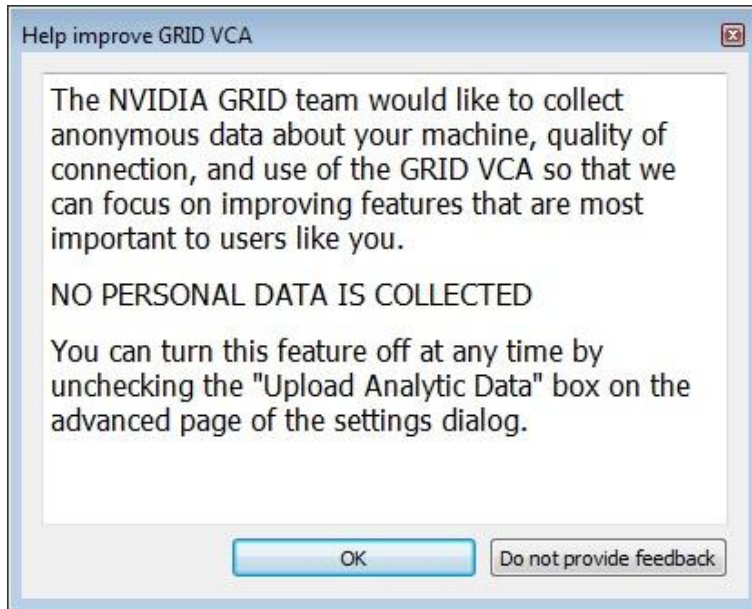 Help improve GRID VCA
The NVIDIA GRID team would like to collect
anonymous data about your machine, quality of
connection, and use of the GRID VCA so that we
can focus on improving features that are most
important to users like you.
NO PERSONAL DATA IS COLLECTED
You can turn this feature off at any time by
unchecking the "Upload Analytic Data" box on the
advanced page of the settings dialog.
OK
Do not provide feedback